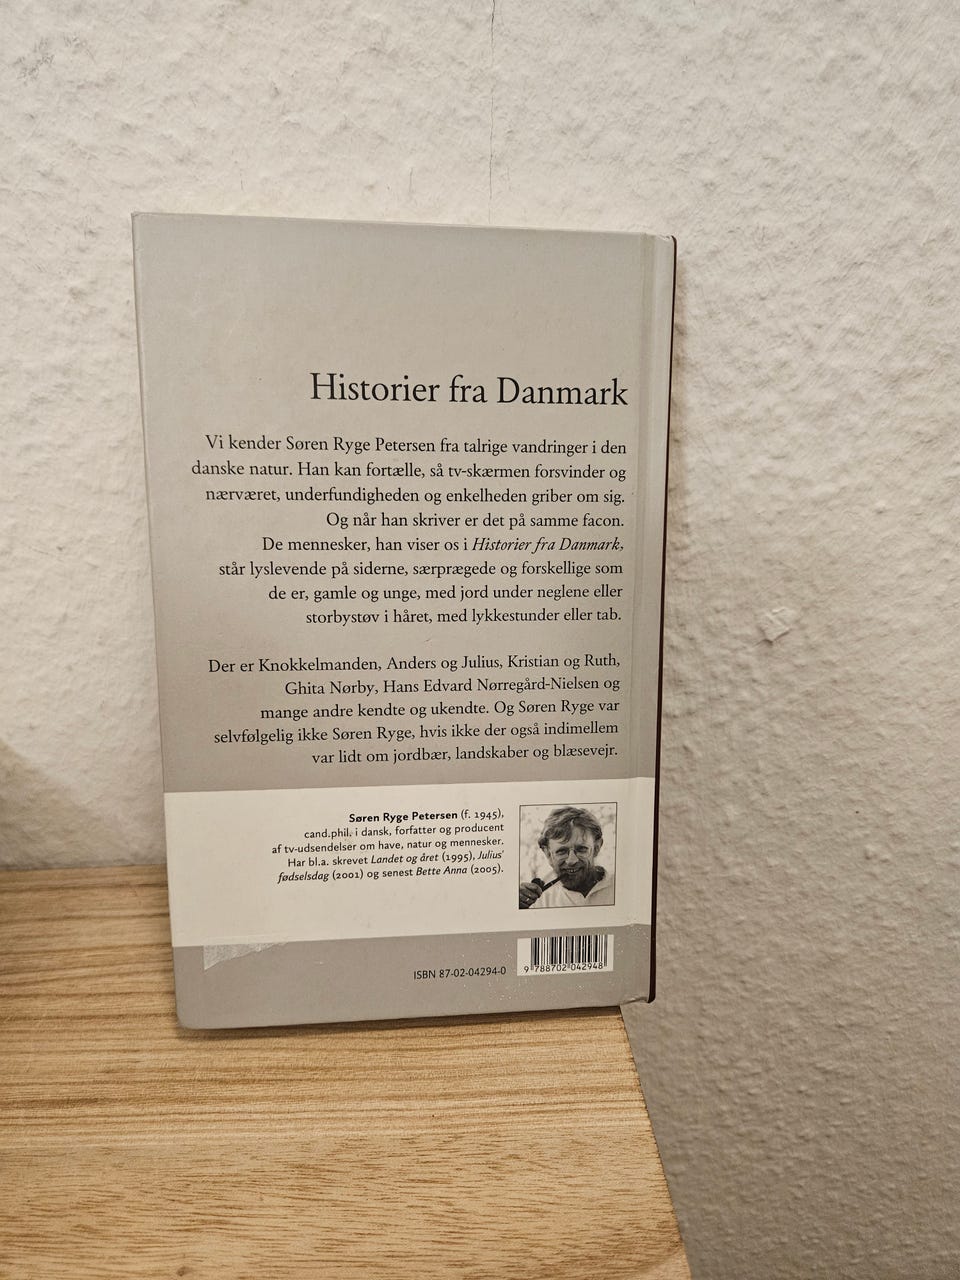 Historier fra Danmark
Vi kender Søren Ryge Petersen fra talrige vandringer i den
danske natur. Han kan fortælle, så tv-skærmen forsvinder og
nærværet, underfundigheden og enkelheden griber om sig.
Og når han skriver er det på samme facon.
De mennesker, han viser os i Historier fra Danmark,
står lyslevende på siderne, særprægede og forskellige som
de er, gamle og unge, med jord under neglene eller
storbystøv i håret, med lykkestunder eller tab.
Der er Knokkelmanden, Anders og Julius, Kristian og Ruth,
Ghita Nørby, Hans Edvard Nørregård-Nielsen og
mange andre kendte og ukendte. Og Søren Ryge var
selvfølgelig ikke Søren Ryge, hvis ikke der også indimellem
var lidt om jordbær, landskaber og blæsevejr.
Søren Ryge Petersen (f. 1945),
cand.phil. i dansk, forfatter og producent
af tv-udsendelser om have, natur og mennesker.
Har bl.a. skrevet Landet og året (1995), Julius'
fødselsdag (2001) og senest Bette Anna (2005).
ISBN 87-02-04294-0
9 788702 042948